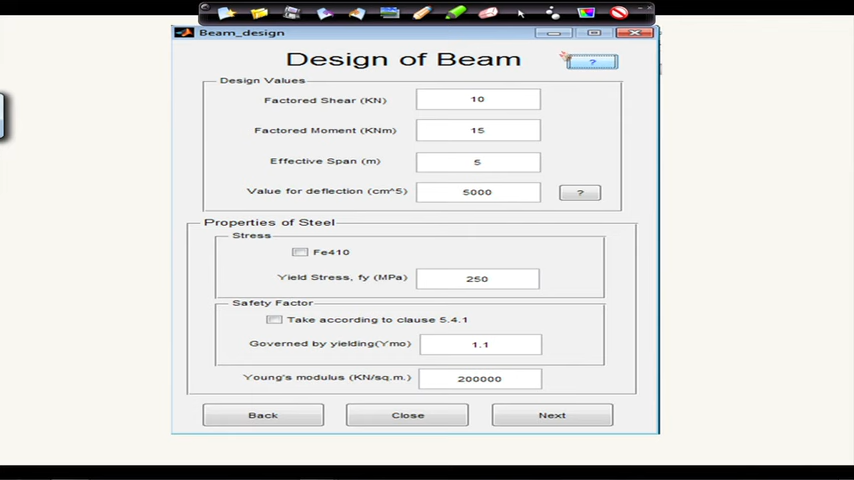 Beam_design
Design of Beam
?
Design Values
Factored Shear (KN)
10
Factored Moment (KNm)
15
Effective Span (m)
5
Value for deflection (cm^5)
5000
?
Properties of Steel
Stress
Fe410
Yield Stress, fy (MPa)
250
Safety Factor
Take according to clause 5.4.1
Governed by yielding(Ymo)
1.1
Young's modulus (KN/sq.m.)
200000
Back
Close
Next